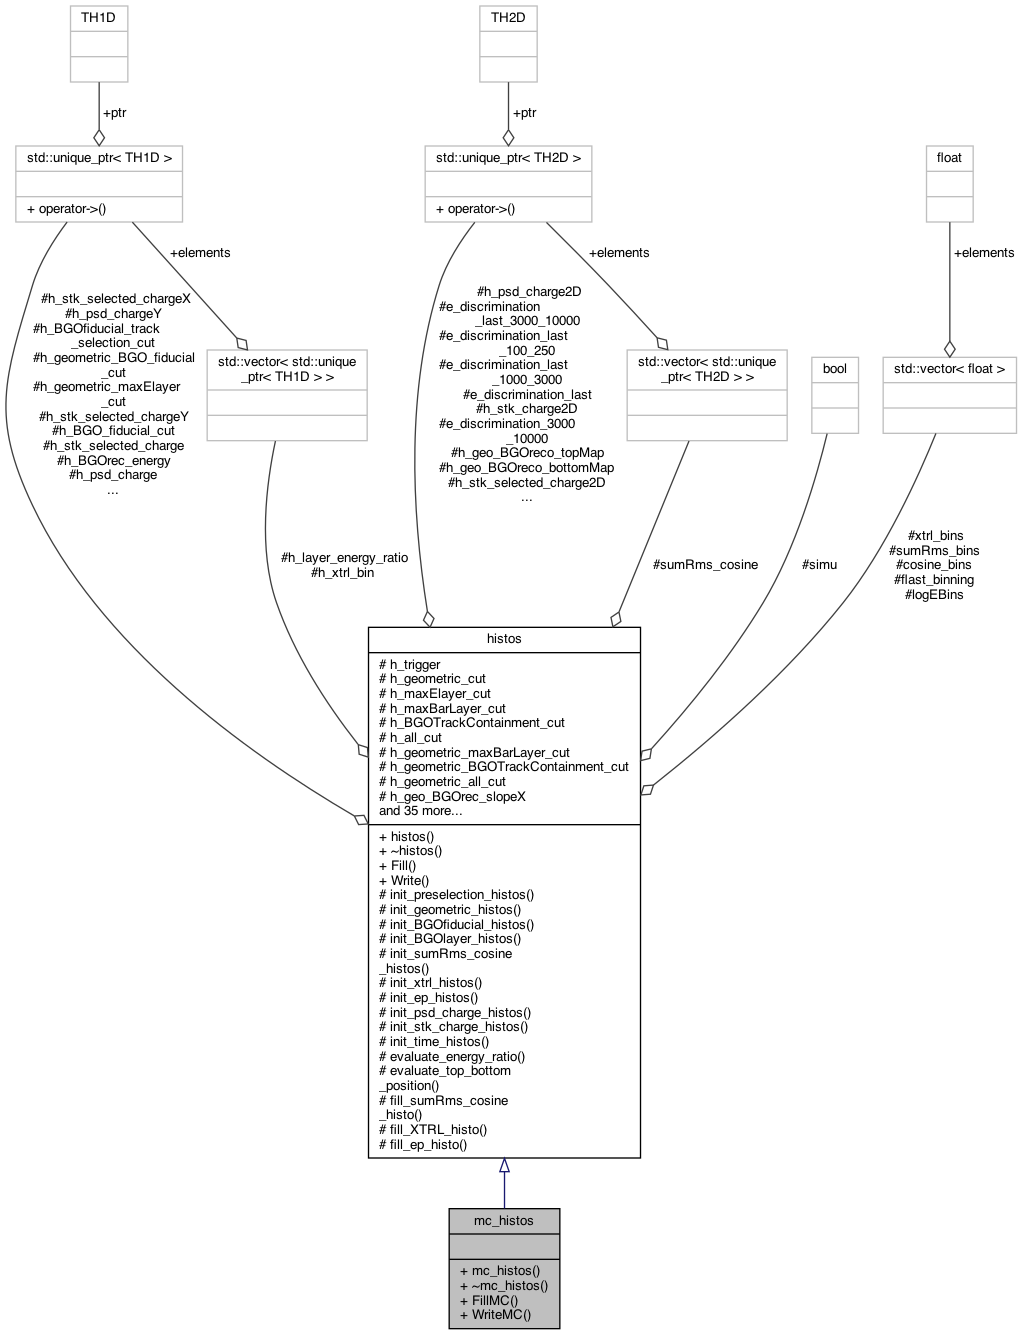 TH1D
TH2D
+ptr
+ptr
std::unique_ptr< TH1D >
+ operator->()
std::unique_ptr< TH2D >
+ operator->()
float
+elements
+elements
+elements
#h_stk_selected_chargeX
#h_psd_chargeY
#h_BGOfiducial_track
_selection_cut
#h_geometric_BGO_fiducial
_cut
#h_geometric_maxElayer
_cut
#h_stk_selected_chargeY
#h_BGO_fiducial_cut
#h_stk_selected_charge
#h_BGOrec_energy
#h_psd_charge
...
std::vector< std::unique
_ptr< TH1D > >
#h_psd_charge2D
#e_discrimination
_last_3000_10000
#e_discrimination_last
_100_250
#e_discrimination_last
_1000_3000
#e_discrimination_last
#h_stk_charge2D
#e_discrimination_3000
_10000
#h_geo_BGOreco_topMap
#h_geo_BGOreco_bottomMap
#h_stk_selected_charge2D
...
std::vector< std::unique
_ptr< TH2D > >
bool
std::vector< float >
#h_layer_energy_ratio
#h_xtrl_bin
#sumRms_cosine
#simu
#xtrl_bins
#sumRms_bins
#cosine_bins
#flast_binning
#logEBins
histos
# h_trigger
# h_geometric_cut
# h_maxElayer_cut
# h_maxBarLayer_cut
# h_BGOTrackContainment_cut
# h_all_cut
# h_geometric_maxBarLayer_cut
# h_geometric_BGOTrackContainment_cut
# h_geometric_all_cut
# h_geo_BGOrec_slopeX
and 35 more...
+ histos()
+ ~histos()
+ Fill()
+ Write()
# init_preselection_histos()
# init_geometric_histos()
# init_BGOfiducial_histos()
# init_BGOlayer_histos()
# init_sumRms_cosine
_histos()
# init_xtrl_histos()
# init_ep_histos()
# init_psd_charge_histos()
# init_stk_charge_histos()
# init_time_histos()
# evaluate_energy_ratio()
# evaluate_top_bottom
_position()
# fill_sumRms_cosine
_histo()
# fill_XTRL_histo()
# fill_ep_histo()
mc_histos
+ mc_histos()
+ ~mc_histos()
+ FillMC()
+ WriteMC()